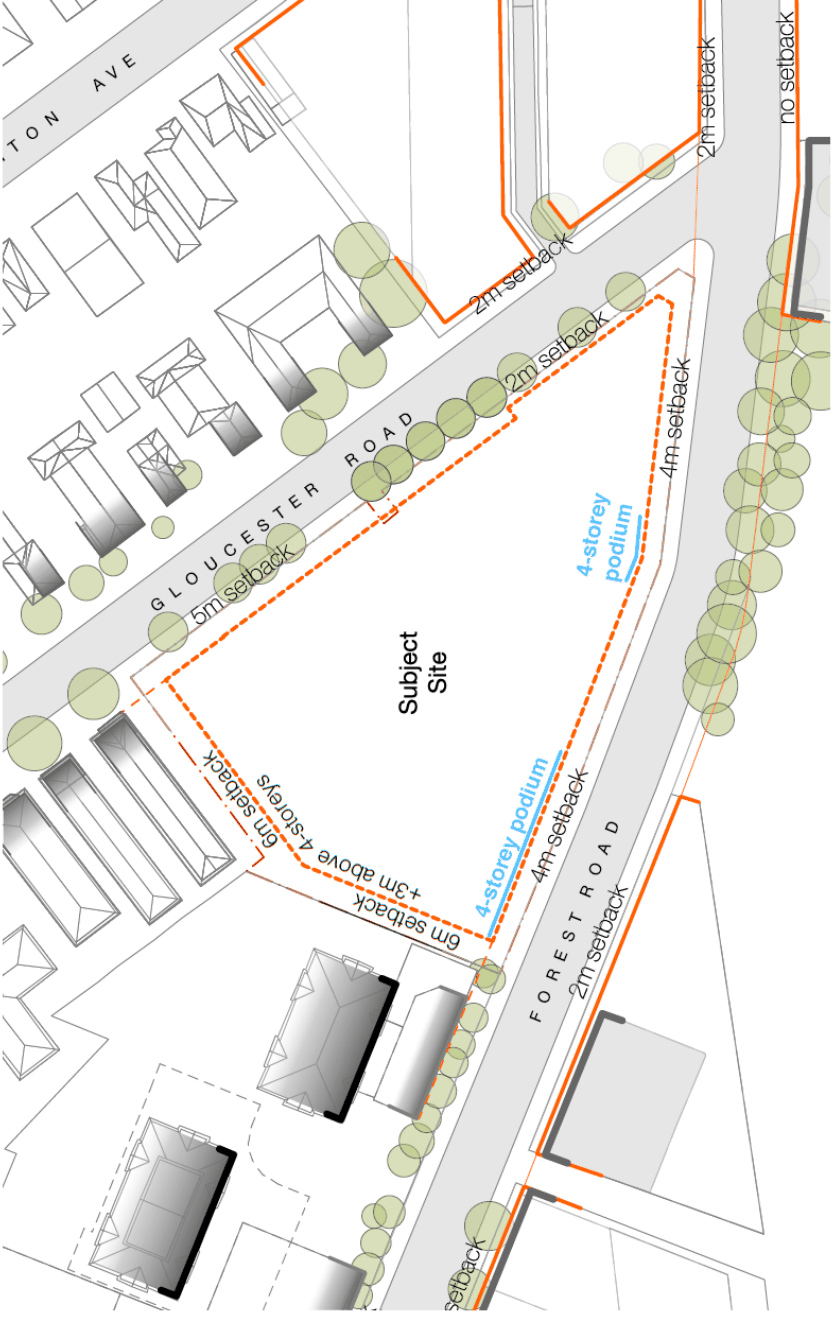 TON AVE
no setback
2m setback
2m setback
2m setback
4m setback
GLOUCESTER ROAD
5m setback
4-storey
podium
Subject
Site
6m setback
+3m above 4-storeys
6m setback
4-storey podium
4m setback
FOREST ROAD
2m setback
setback